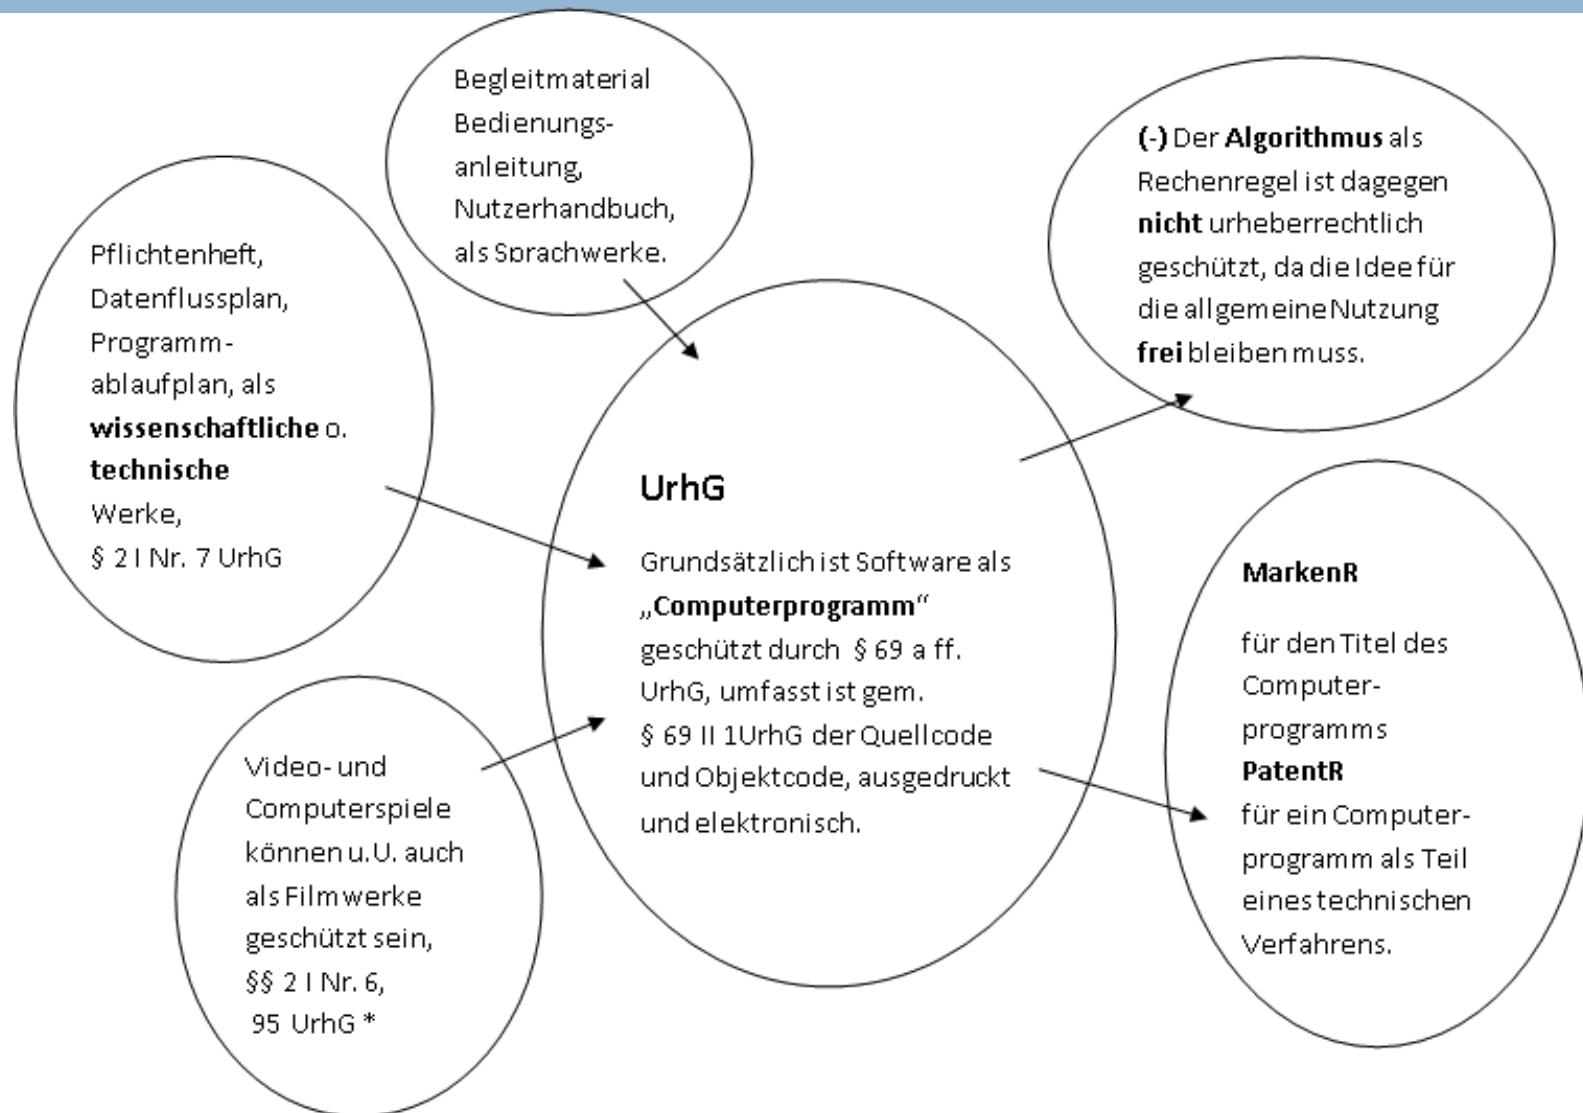 Begleitmaterial
Bedienungs-
anleitung,
Nutzerhandbuch,
als Sprachwerke.
(-) Der Algorithmus als
Rechenregel ist dagegen
nicht urheberrechtlich
geschützt, da die Idee für
die allgemeine Nutzung
frei bleiben muss.
Pflichtenheft,
Datenflussplan,
Programm-
ablaufplan, als
wissenschaftliche o.
technische
Werke,
§ 2 I Nr. 7 UrhG
UrhG
Grundsätzlich ist Software als
„Computerprogramm“
geschützt durch § 69 a ff.
UrhG, umfasst ist gem.
§ 69 II 1UrhG der Quellcode
und Objektcode, ausgedruckt
und elektronisch.
MarkenR
für den Titel des
Computer-
programms
PatentR
für ein Computer-
programm als Teil
eines technischen
Verfahrens.
Video- und
Computerspiele
können u.U. auch
als Filmwerke
geschützt sein,
§§ 2 I Nr. 6,
95 UrhG *